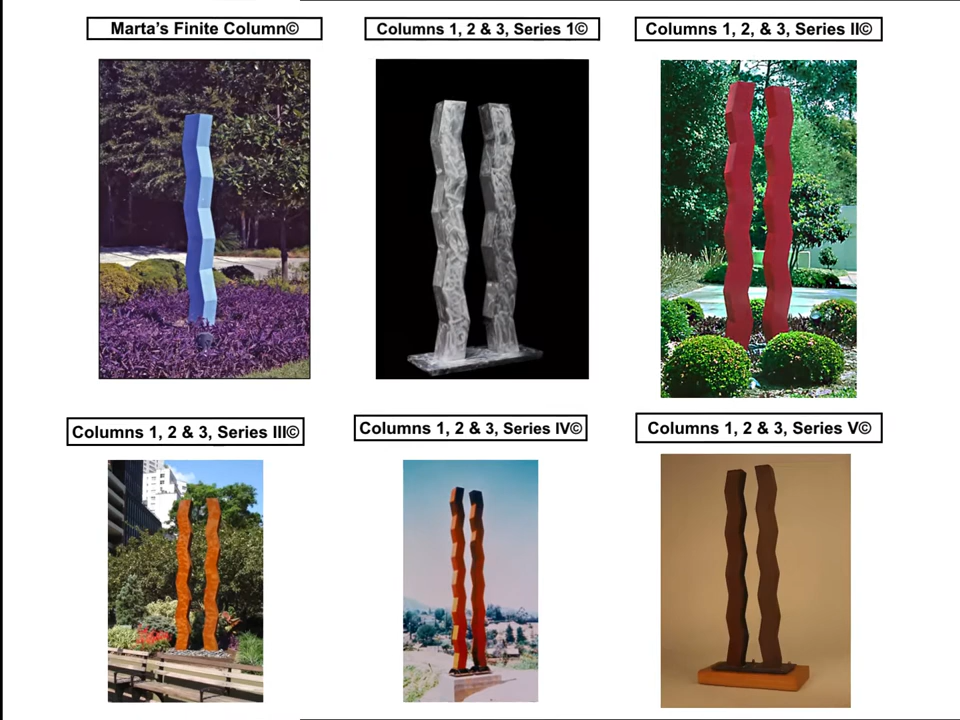 Marta's Finite Column©
Columns 1, 2 & 3, Series 1©
Columns 1, 2, & 3, Series II©
Columns 1, 2 & 3, Series III©
Columns 1, 2 & 3, Series IV©
Columns 1, 2 & 3, Series V©